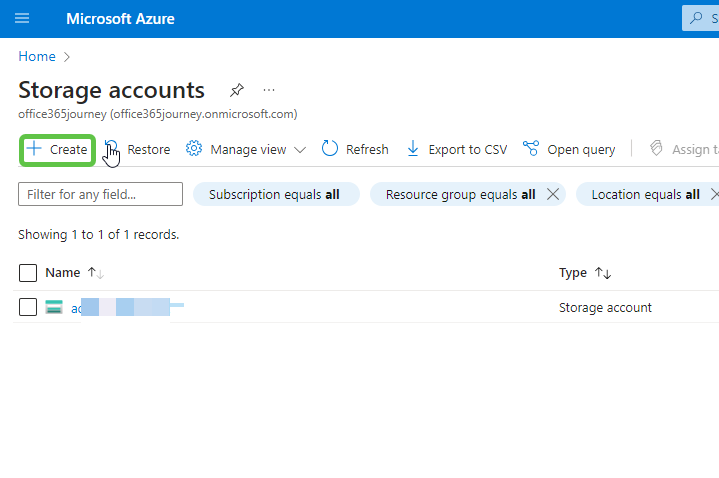 Microsoft Azure
S
Home
Storage accounts
office365journey (office365journey.onmicrosoft.com)
Create Restore Manage view Refresh Export to CSV Open query Assign ta
Filter for any field... Subscription equals all Resource group equals all Location equals all
Showing 1 to 1 of 1 records.
Name Type
Storage account